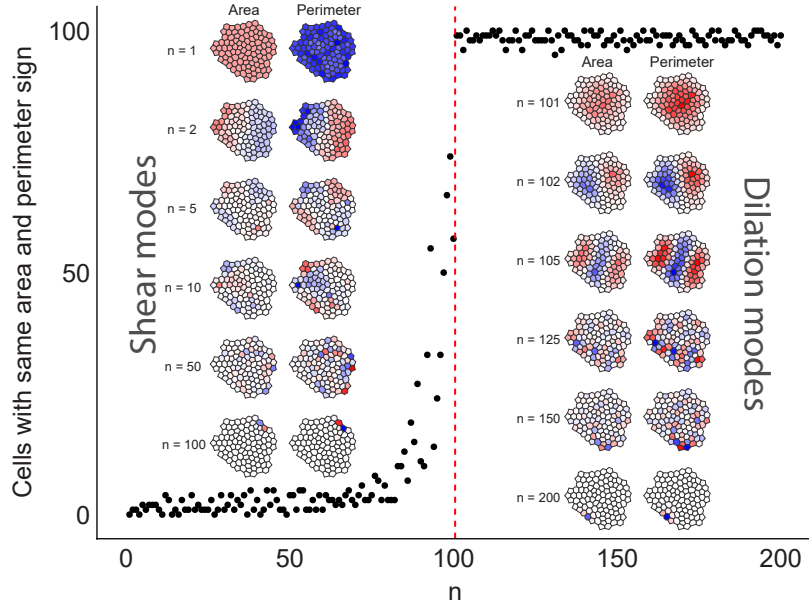 Cells with same area and perimeter sign
100
50
0
Shear modes
Area Perimeter
n = 1
n = 2
n = 5
n = 10
n = 50
n = 100
Area Perimeter
n = 101
n = 102
n = 105
n = 125
n = 150
n = 200
Dilation modes
0 50 100 150 200
n